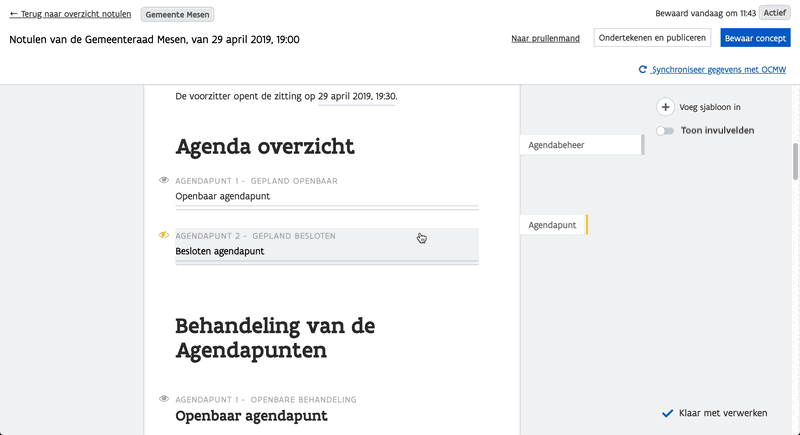 ← Terug naar overzicht notulen
Gemeente Mesen
Bewaard vandaag om 11:43
Actief
Notulen van de Gemeenteraad Mesen, van 29 april 2019, 19:00
Naar prullenmand
Ondertekenen en publiceren
Bewaar concept
Synchroniseer gegevens met OCMW
De voorzitter opent de zitting op 29 april 2019, 19:30.
Voeg sjabloon in
Toon invulvelden
Agenda overzicht
Agendabeheer
AGENDAPUNT 1 - GEPLAND OPENBAAR
Openbaar agendapunt
Agendapunt
AGENDAPUNT 2 - GEPLAND BESLOTEN
Besloten agendapunt
Behandeling van de
Agendapunten
AGENDAPUNT 1 - OPENBARE BEHANDELING
Openbaar agendapunt
Klaar met verwerken